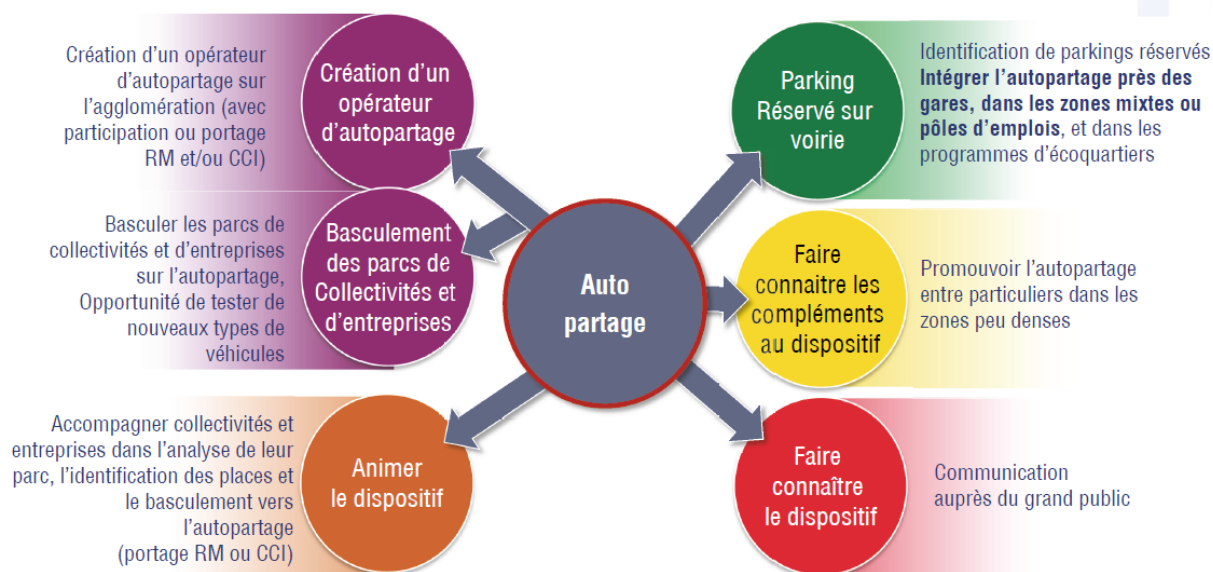 Création d'un opérateur
d'autopartage sur
l'agglomération (avec
participation ou portage
RM et/ou CCI)
Création d'un
opérateur
d'autopartage
Basculer les parcs de
collectivités et d'entreprises
sur l'autopartage,
Opportunité de tester de
nouveaux types de
véhicules
Basculement
des parcs de
Collectivités et
d'entreprises
Accompagner collectivités et
entreprises dans l'analyse de leur
parc, l'identification des places et
le basculement vers
l'autopartage
(portage RM ou CCI)
Animer
le dispositif
Auto
partage
Parking
Réservé sur
voirie
Identification de parkings réservés
Intégrer l'autopartage près des
gares, dans les zones mixtes ou
pôles d'emplois, et dans les
programmes d'écoquartiers
Faire
connaitre les
compléments
au dispositif
Promouvoir l'autopartage
entre particuliers dans les
zones peu denses
Faire
connaître
le dispositif
Communication
auprès du grand public